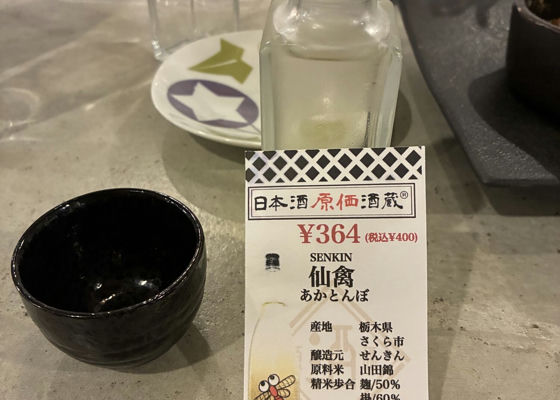 日本酒原価酒蔵®
¥364 (税込¥400)
SENKIN
仙禽
あかとんぼ
産地 栃木県
さくら市
醸造元 せんきん
原料米 山田錦
精米歩合 麹/50%
掛/60%